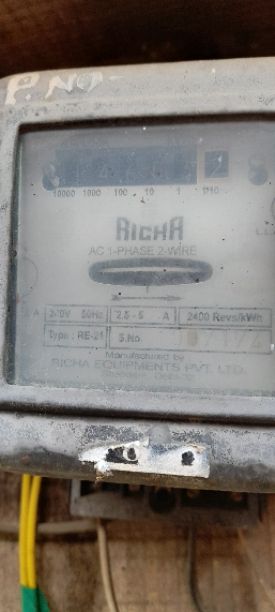 P.NO-
10000 1000 100 10 1 1/10
RICHA
AC 1-PHASE 2-WIRE
50Hz 2.5-5 A 2400 Revs/kWh
Type : RE-21 S.No.
Manufactured by
RICHA EQUIPMENTS PVT. LTD.